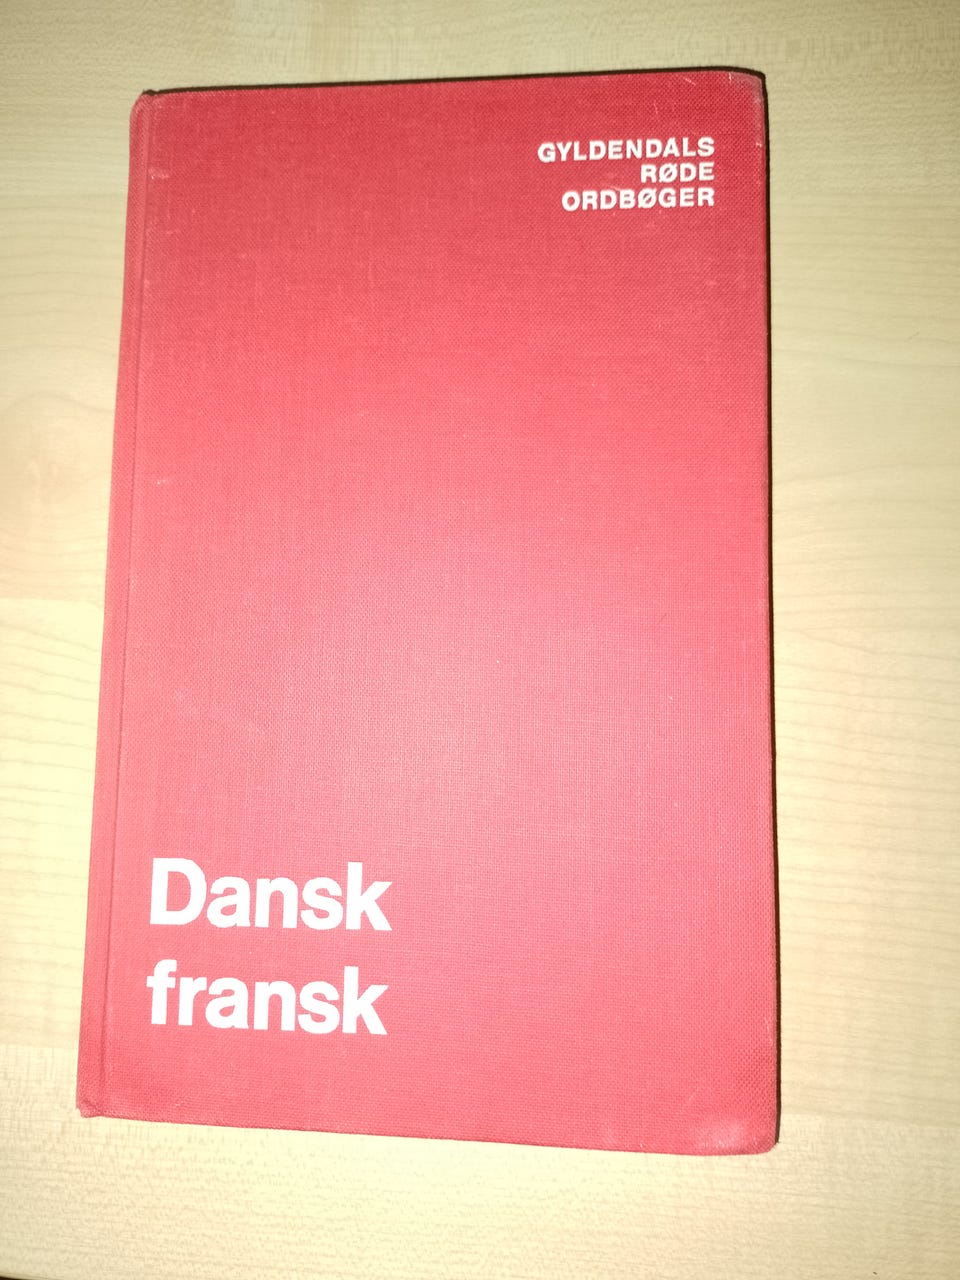 GYLDENDALS
RØDE
ORDBØGER
Dansk
fransk